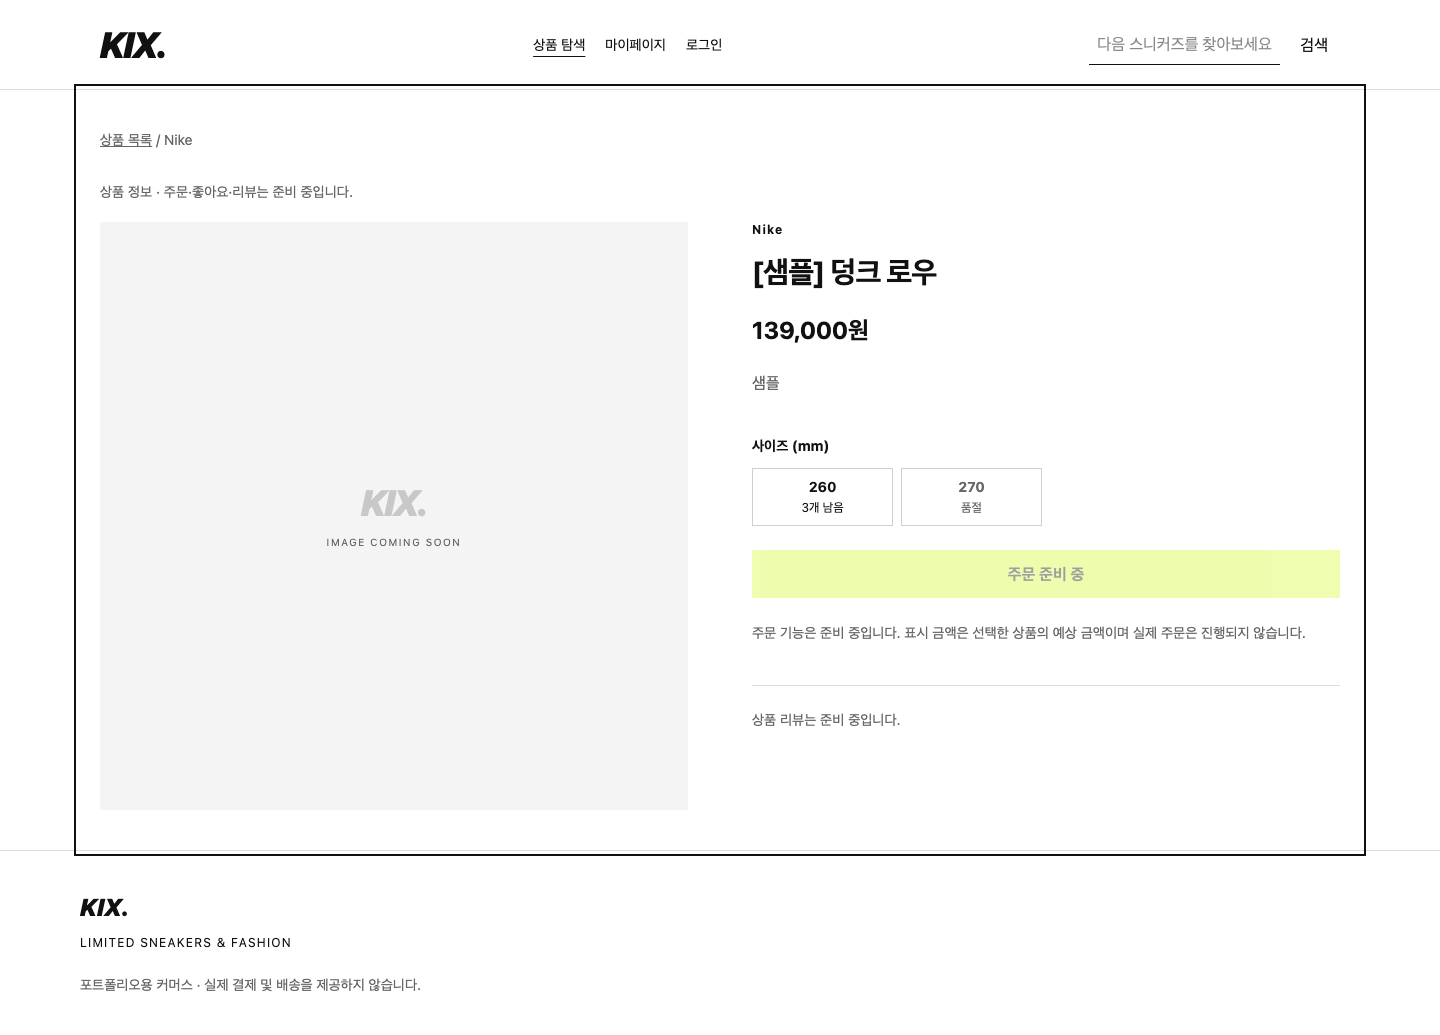 KIX.
상품 탐색
마이페이지
로그인
다음 스니커즈를 찾아보세요
검색
상품 목록 / Nike
상품 정보 · 주문·좋아요·리뷰는 준비 중입니다.
KIX.
IMAGE COMING SOON
Nike
[샘플] 덩크 로우
139,000원
샘플
사이즈 (mm)
260
3개 남음
270
품절
주문 준비 중
주문 기능은 준비 중입니다. 표시 금액은 선택한 상품의 예상 금액이며 실제 주문은 진행되지 않습니다.
상품 리뷰는 준비 중입니다.
KIX.
LIMITED SNEAKERS & FASHION
포트폴리오용 커머스 · 실제 결제 및 배송을 제공하지 않습니다.